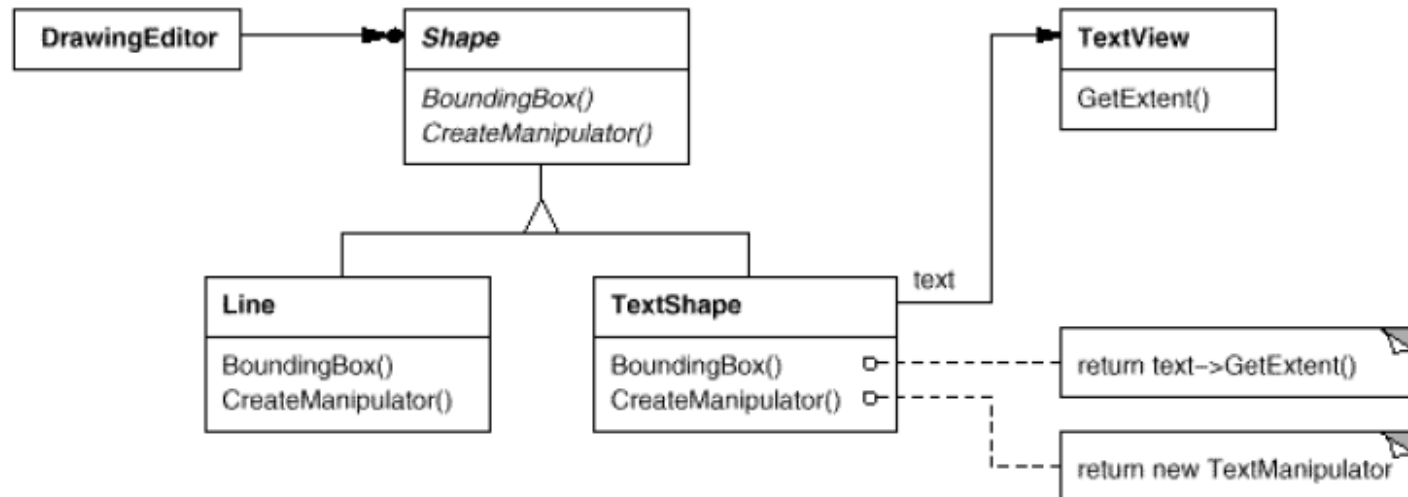 DrawingEditor
Shape
BoundingBox()
CreateManipulator()
TextView
GetExtent()
Line
BoundingBox()
CreateManipulator()
TextShape
BoundingBox()
CreateManipulator()
text
return text->GetExtent()
return new TextManipulator